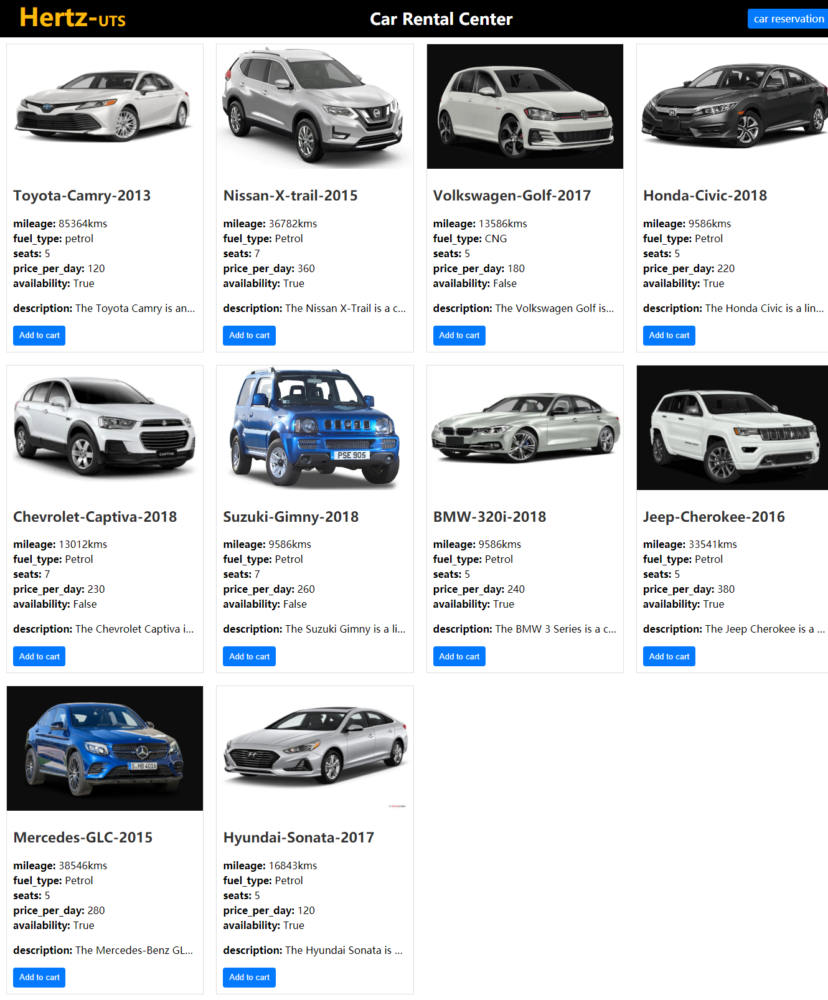 Hertz-UTS
Car Rental Center
car reservation
Toyota-Camry-2013
mileage: 85364kms
fuel_type: petrol
seats: 5
price_per_day: 120
availability: True
description: The Toyota Camry is an...
Add to cart
Nissan-X-trail-2015
mileage: 36782kms
fuel_type: Petrol
seats: 7
price_per_day: 360
availability: True
description: The Nissan X-Trail is a c...
Add to cart
Volkswagen-Golf-2017
mileage: 13586kms
fuel_type: CNG
seats: 5
price_per_day: 180
availability: False
description: The Volkswagen Golf is...
Add to cart
Honda-Civic-2018
mileage: 9586kms
fuel_type: Petrol
seats: 5
price_per_day: 220
availability: True
description: The Honda Civic is a lin...
Add to cart
CAPTIVA
Chevrolet-Captiva-2018
mileage: 13012kms
fuel_type: Petrol
seats: 7
price_per_day: 230
availability: False
description: The Chevrolet Captiva i...
Add to cart
PSE 905
Suzuki-Gimny-2018
mileage: 9586kms
fuel_type: Petrol
seats: 7
price_per_day: 260
availability: False
description: The Suzuki Gimny is a li...
Add to cart
BMW-320i-2018
mileage: 9586kms
fuel_type: Petrol
seats: 5
price_per_day: 240
availability: True
description: The BMW 3 Series is a c...
Add to cart
Jeep-Cherokee-2016
mileage: 33541kms
fuel_type: Petrol
seats: 5
price_per_day: 380
availability: True
description: The Jeep Cherokee is a ...
Add to cart
S MB 4016
Mercedes-GLC-2015
mileage: 38546kms
fuel_type: Petrol
seats: 5
price_per_day: 280
availability: True
description: The Mercedes-Benz GL...
Add to cart
Hyundai-Sonata-2017
mileage: 16843kms
fuel_type: Petrol
seats: 5
price_per_day: 120
availability: True
description: The Hyundai Sonata is ...
Add to cart